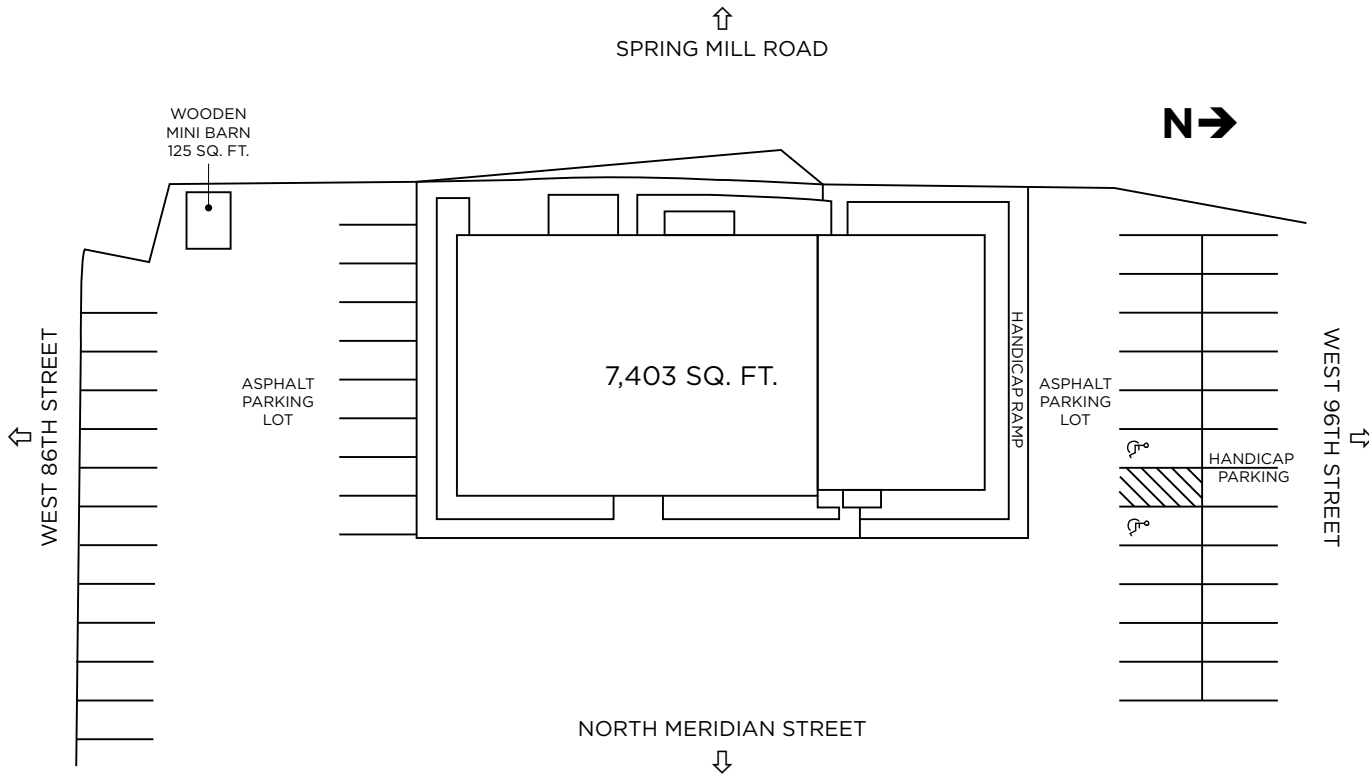 SPRING MILL ROAD
N
WOODEN
MINI BARN
125 SQ. FT.
WEST 86TH STREET
ASPHALT
PARKING
LOT
7,403 SQ. FT.
HANDICAP RAMP
ASPHALT
PARKING
LOT
HANDICAP
PARKING
WEST 96TH STREET
NORTH MERIDIAN STREET